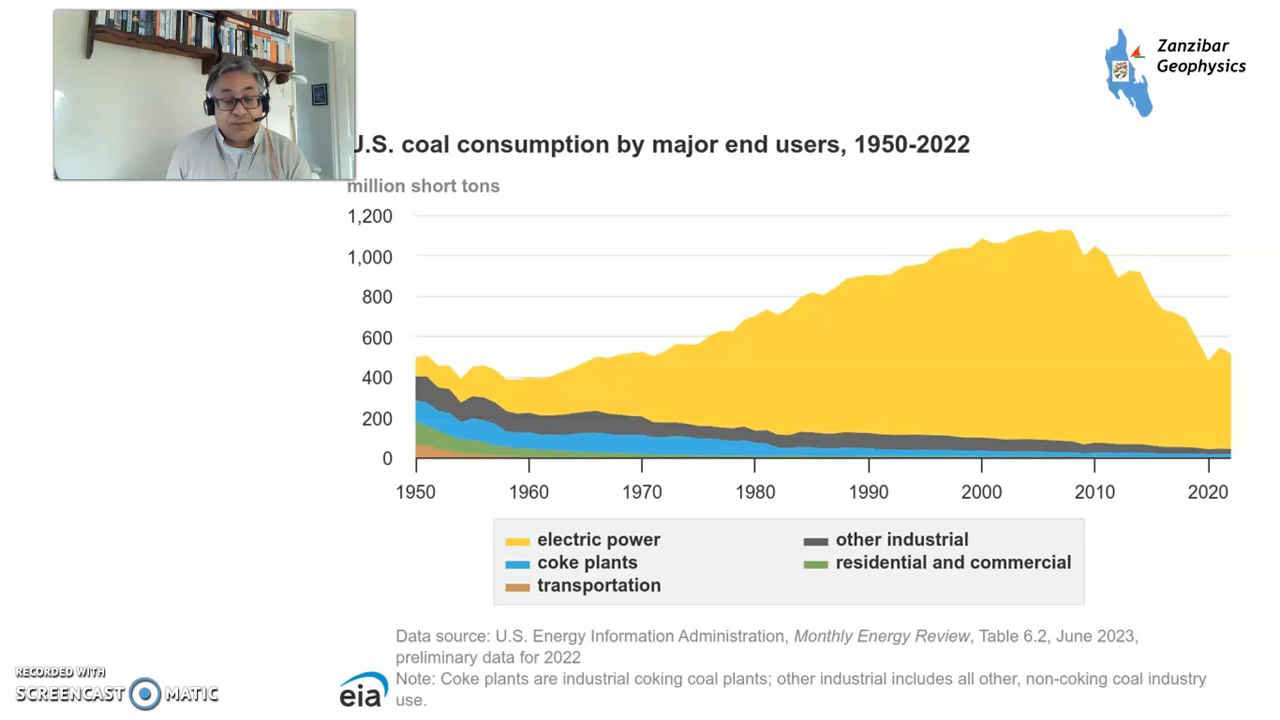 Zanzibar
Geophysics
U.S. coal consumption by major end users, 1950-2022
million short tons
1,200
1,000
800
600
400
200
0
1950 1960 1970 1980 1990 2000 2010 2020
electric power other industrial
coke plants residential and commercial
transportation
Data source: U.S. Energy Information Administration, Monthly Energy Review, Table 6.2, June 2023,
preliminary data for 2022
Note: Coke plants are industrial coking coal plants; other industrial includes all other, non-coking coal industry
use.
eia
RECORDED WITH
SCREENCAST MATIC